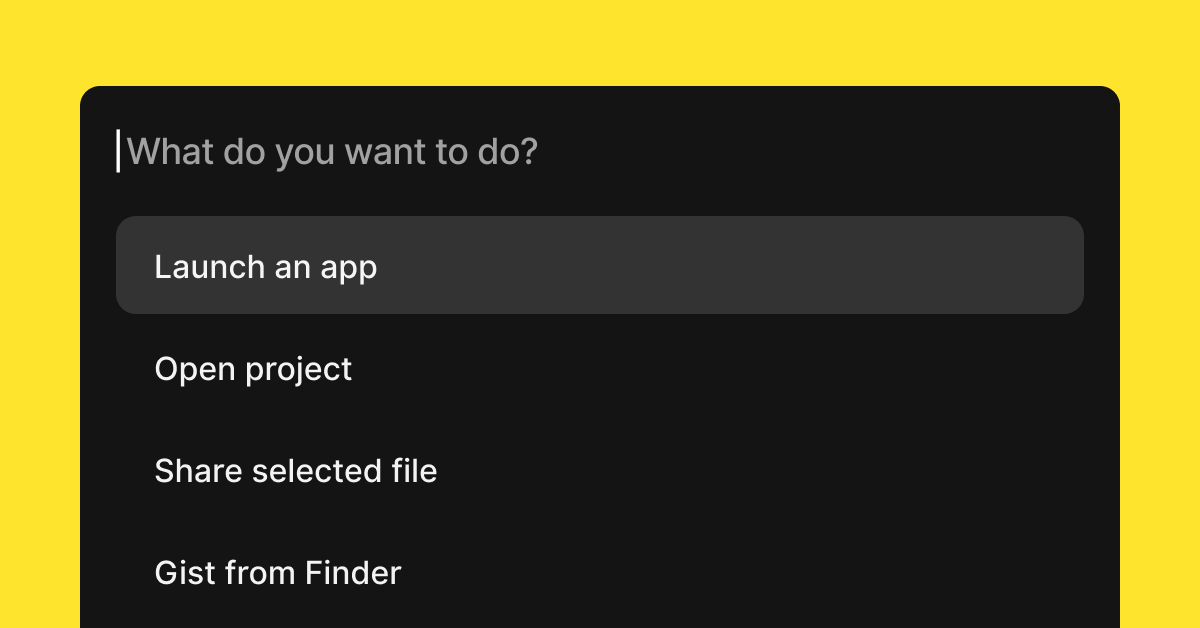 What do you want to do?
Launch an app
Open project
Share selected file
Gist from Finder